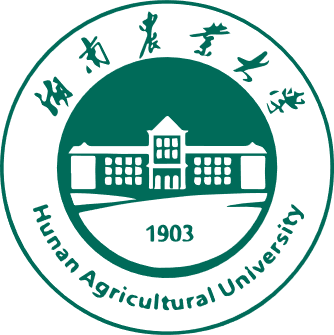 湖南农业大学
1903
Hunan Agricultural University